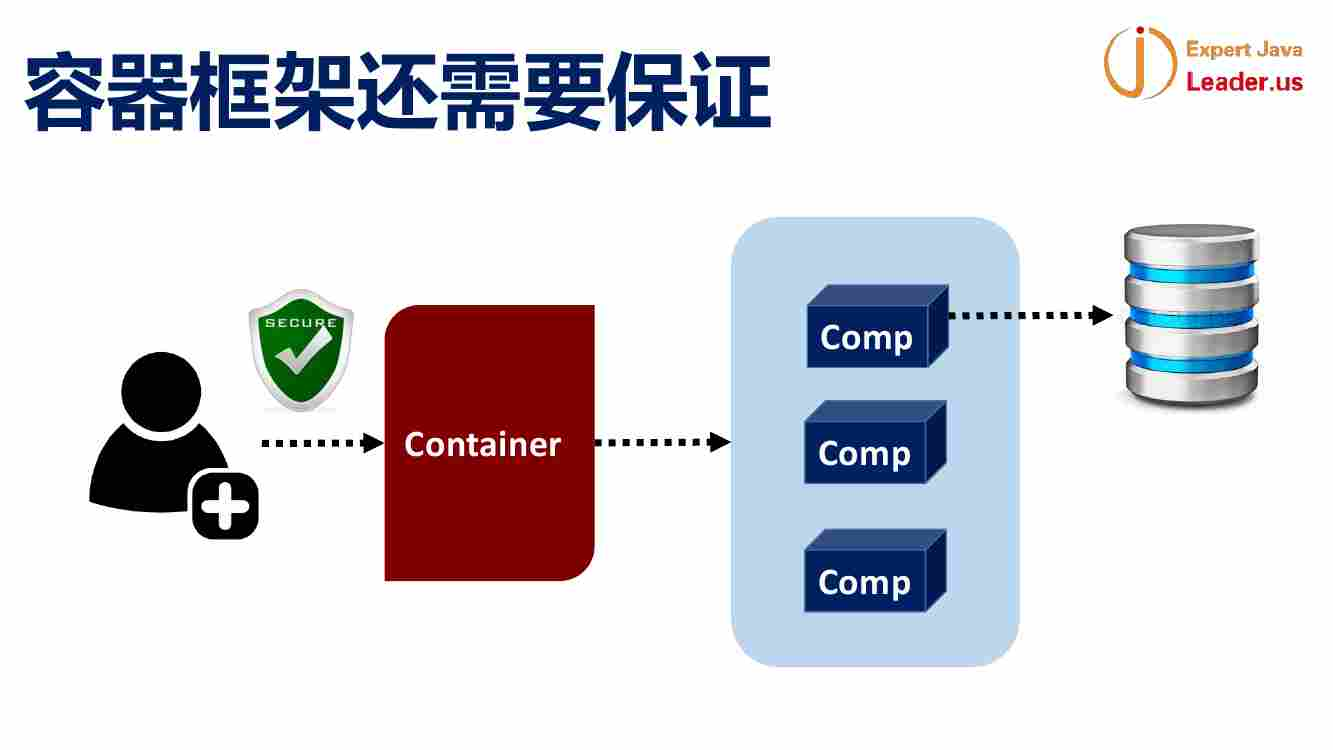 容器框架还需要保证
Expert Java
Leader.us
SECURE
Container
Comp
Comp
Comp